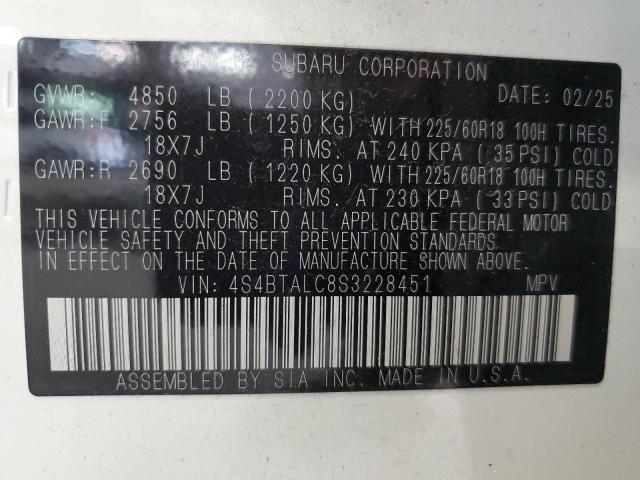 SUBARU CORPORATION
GVWR: 4850 LB (2200 KG) DATE: 02/25
GAWR:F 2756 LB (1250 KG) WITH 225/60R18 100H TIRES.
18X7J RIMS. AT 240 KPA (35 PSI) COLD
GAWR:R 2690 LB (1220 KG) WITH 225/60R18 100H TIRES.
18X7J RIMS. AT 230 KPA (33 PSI) COLD
THIS VEHICLE CONFORMS TO ALL APPLICABLE FEDERAL MOTOR
VEHICLE SAFETY AND THEFT PREVENTION STANDARDS
IN EFFECT ON THE DATE OF MANUFACTURE SHOWN ABOVE.
VIN: 4S4BTALC8S3228451 MPV
ASSEMBLED BY SIA INC. MADE IN U.S.A.